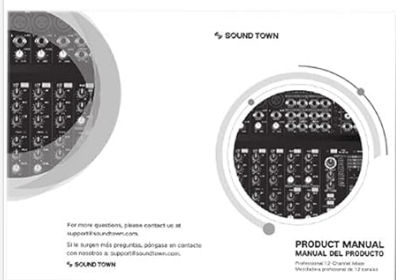 SOUND TOWN
For more questions, please contact us at
support@soundtown.com.
Si le surgen más preguntas, póngase en contacto
con nosotros a: support@soundtown.com.
SOUND TOWN
PRODUCT MANUAL
MANUAL DEL PRODUCTO
Professional 12-Channel Mixer
Mezcladora profesional de 12 canales